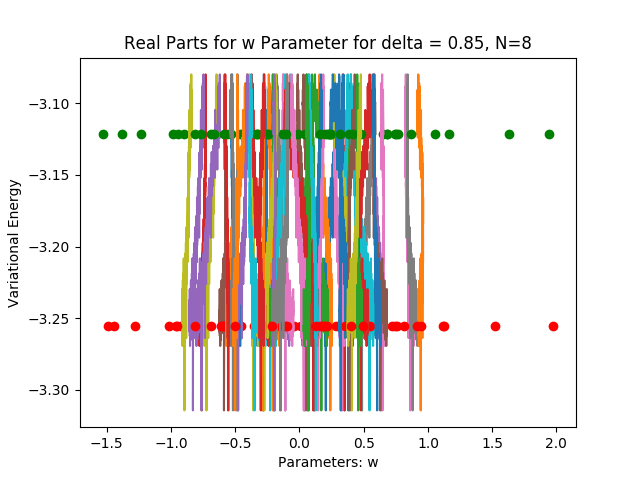 Real Parts for w Parameter for delta = 0.85, N=8
Variational Energy
−3.10
−3.15
−3.20
−3.25
−3.30
−1.5 −1.0 −0.5 0.0 0.5 1.0 1.5 2.0
Parameters: w